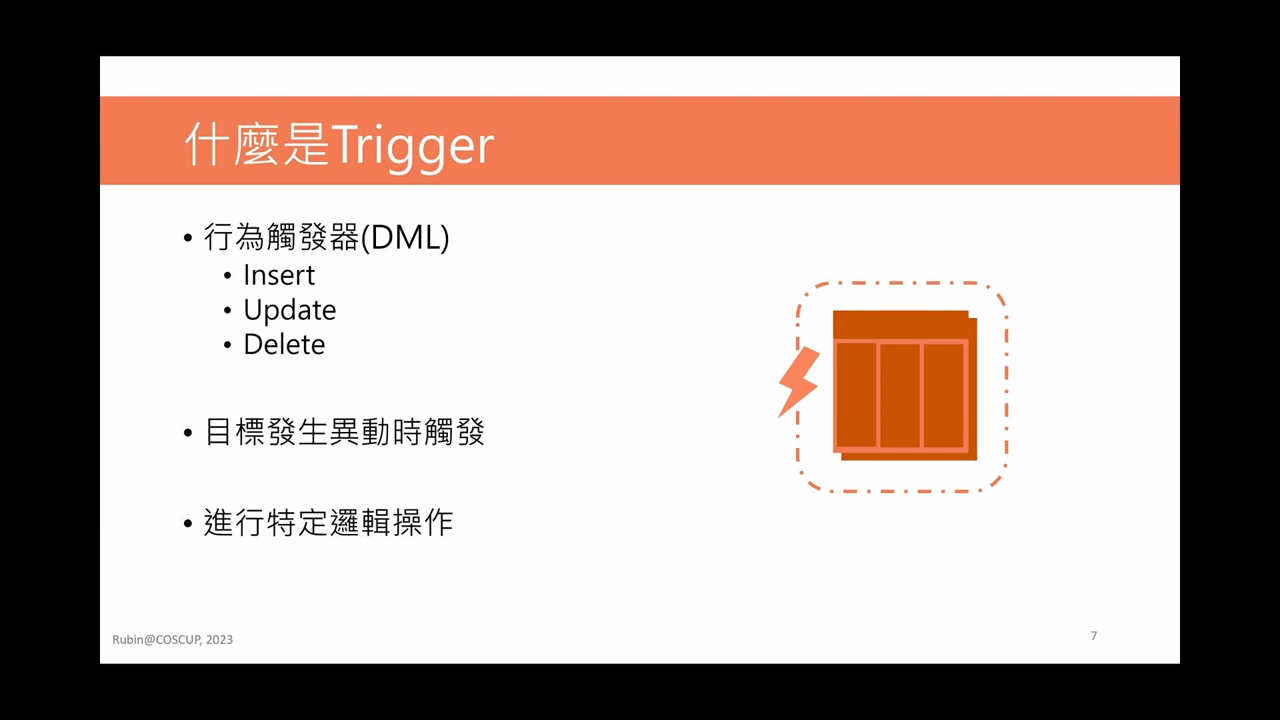 什麼是Trigger
• 行為觸發器(DML)
• Insert
• Update
• Delete
• 目標發生異動時觸發
• 進行特定邏輯操作
Rubin@COSCUP, 2023
7